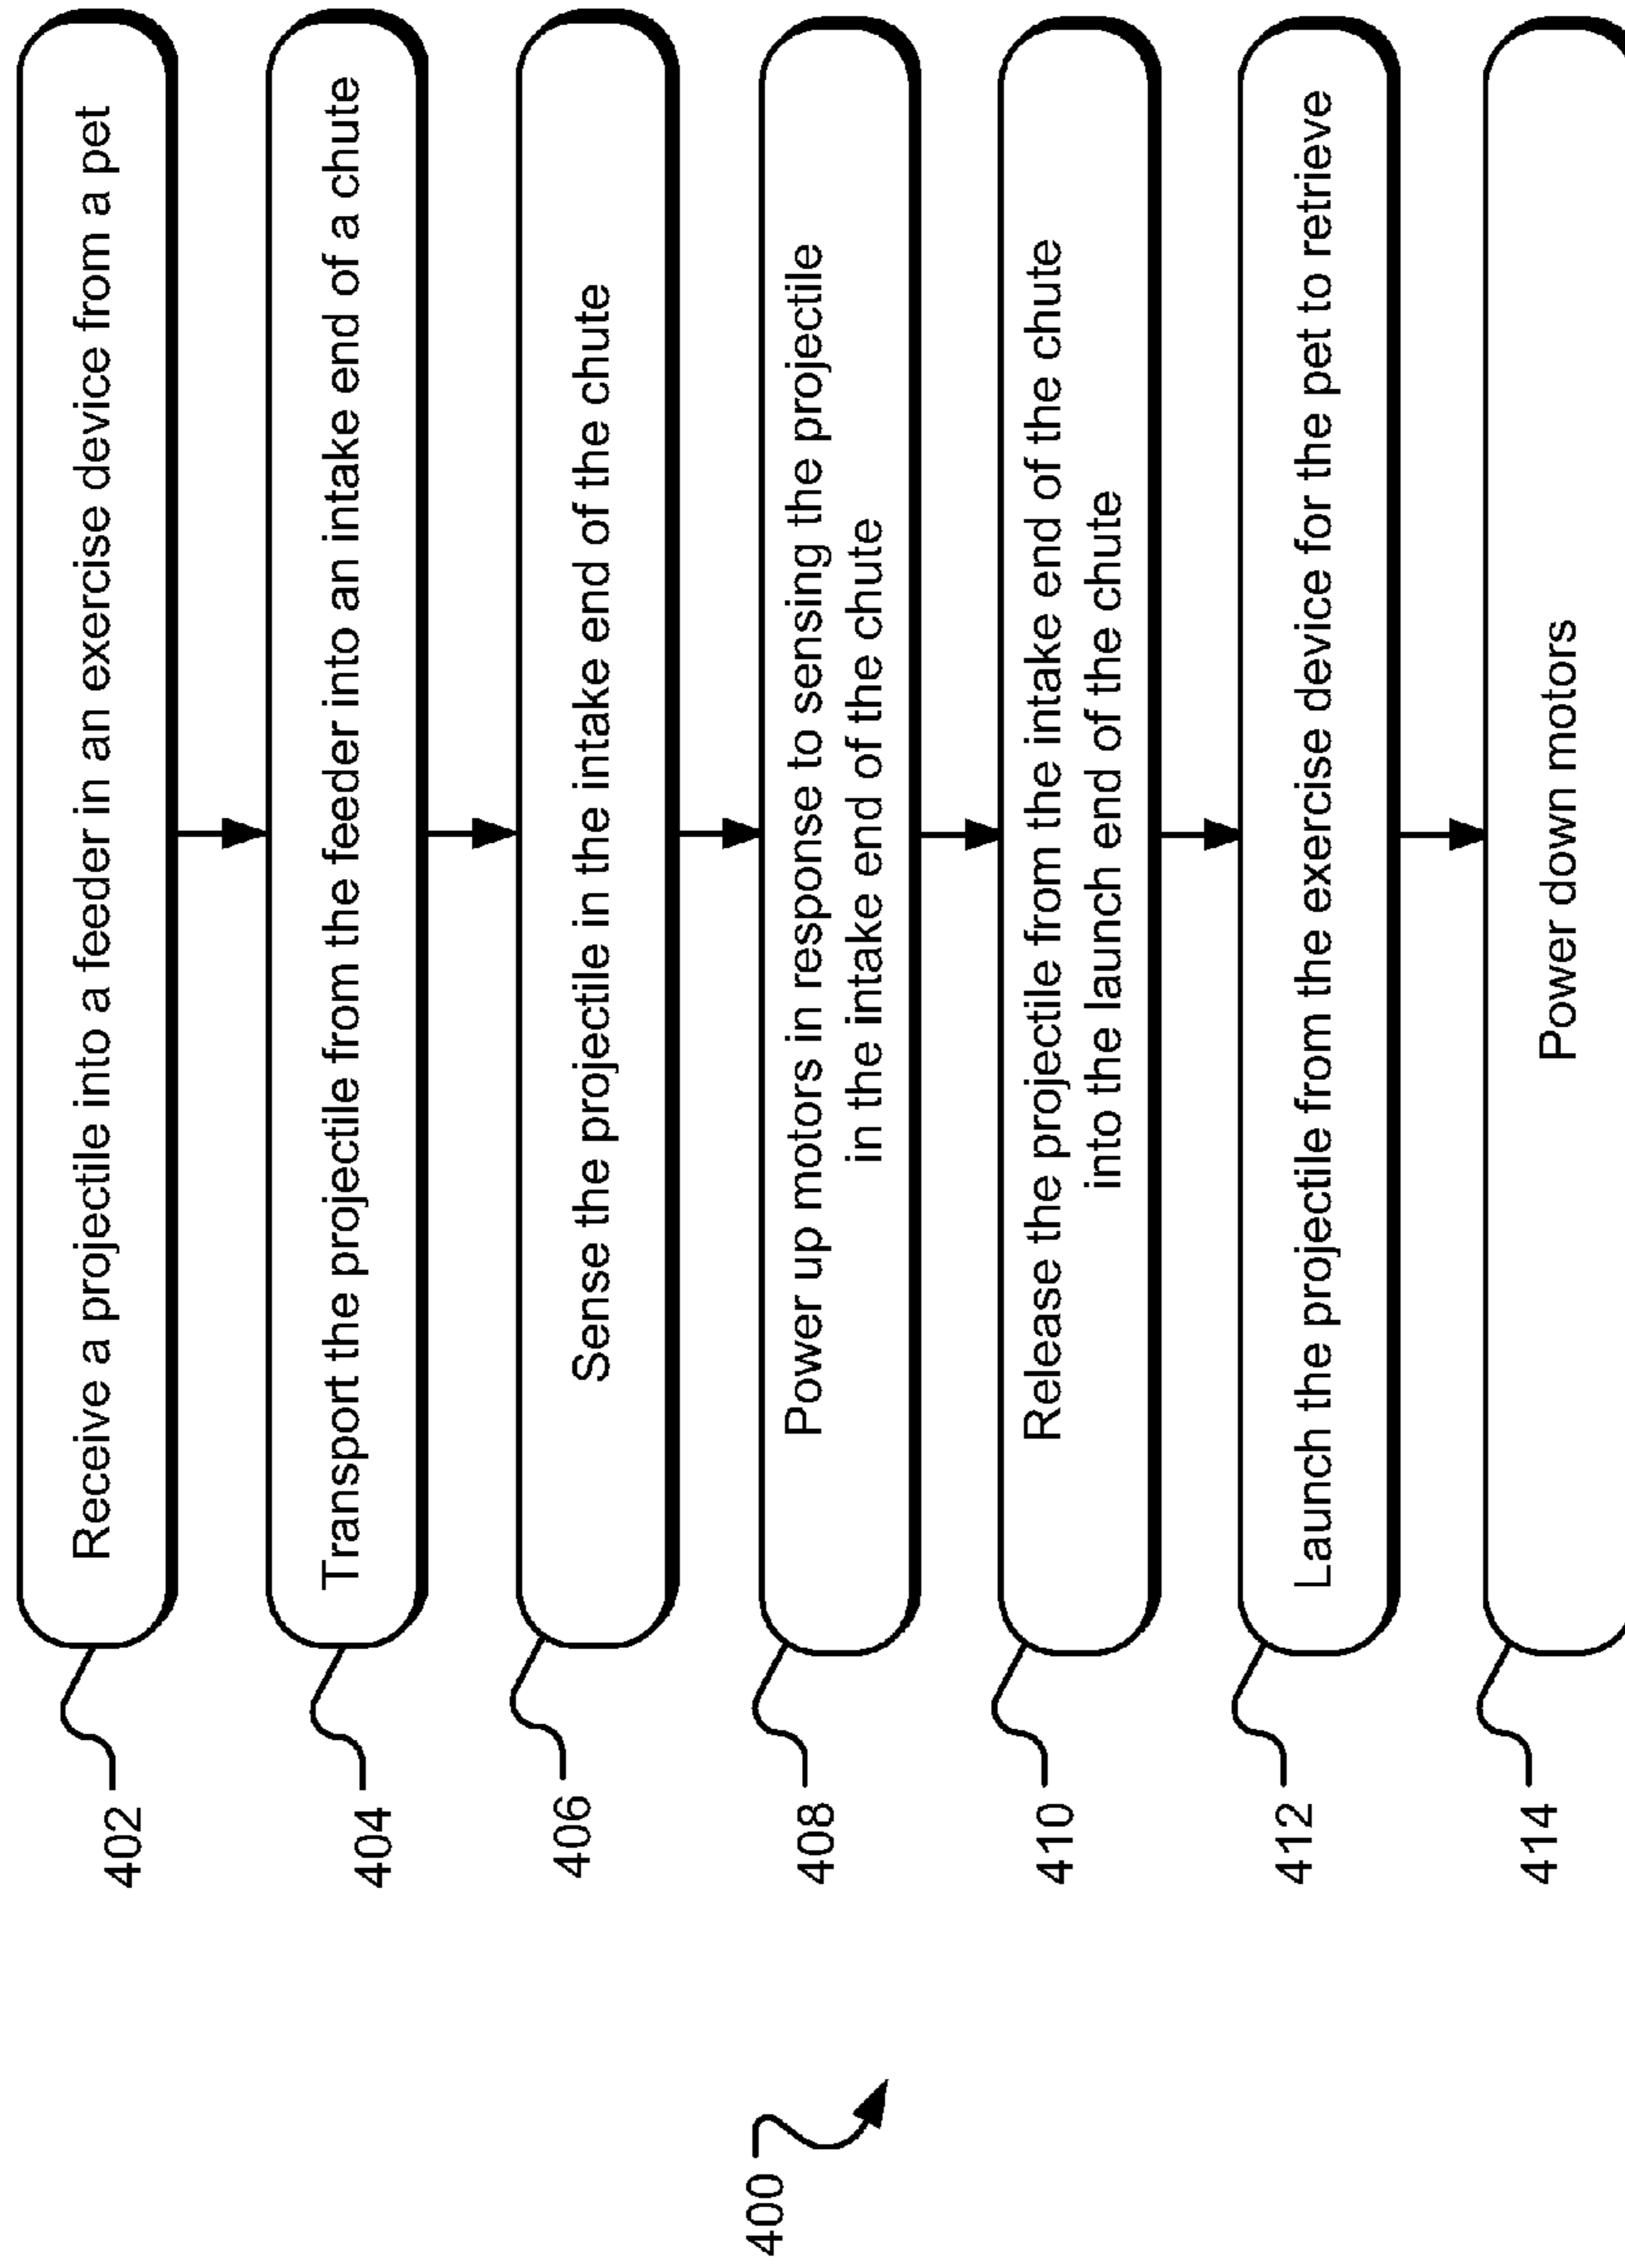 400
402
Receive a projectile into a feeder in an exercise device from a pet
404
Transport the projectile from the feeder into an intake end of a chute
406
Sense the projectile in the intake end of the chute
408
Power up motors in response to sensing the projectile
in the intake end of the chute
410
Release the projectile from the intake end of the chute
into the launch end of the chute
412
Launch the projectile from the exercise device for the pet to retrieve
414
Power down motors